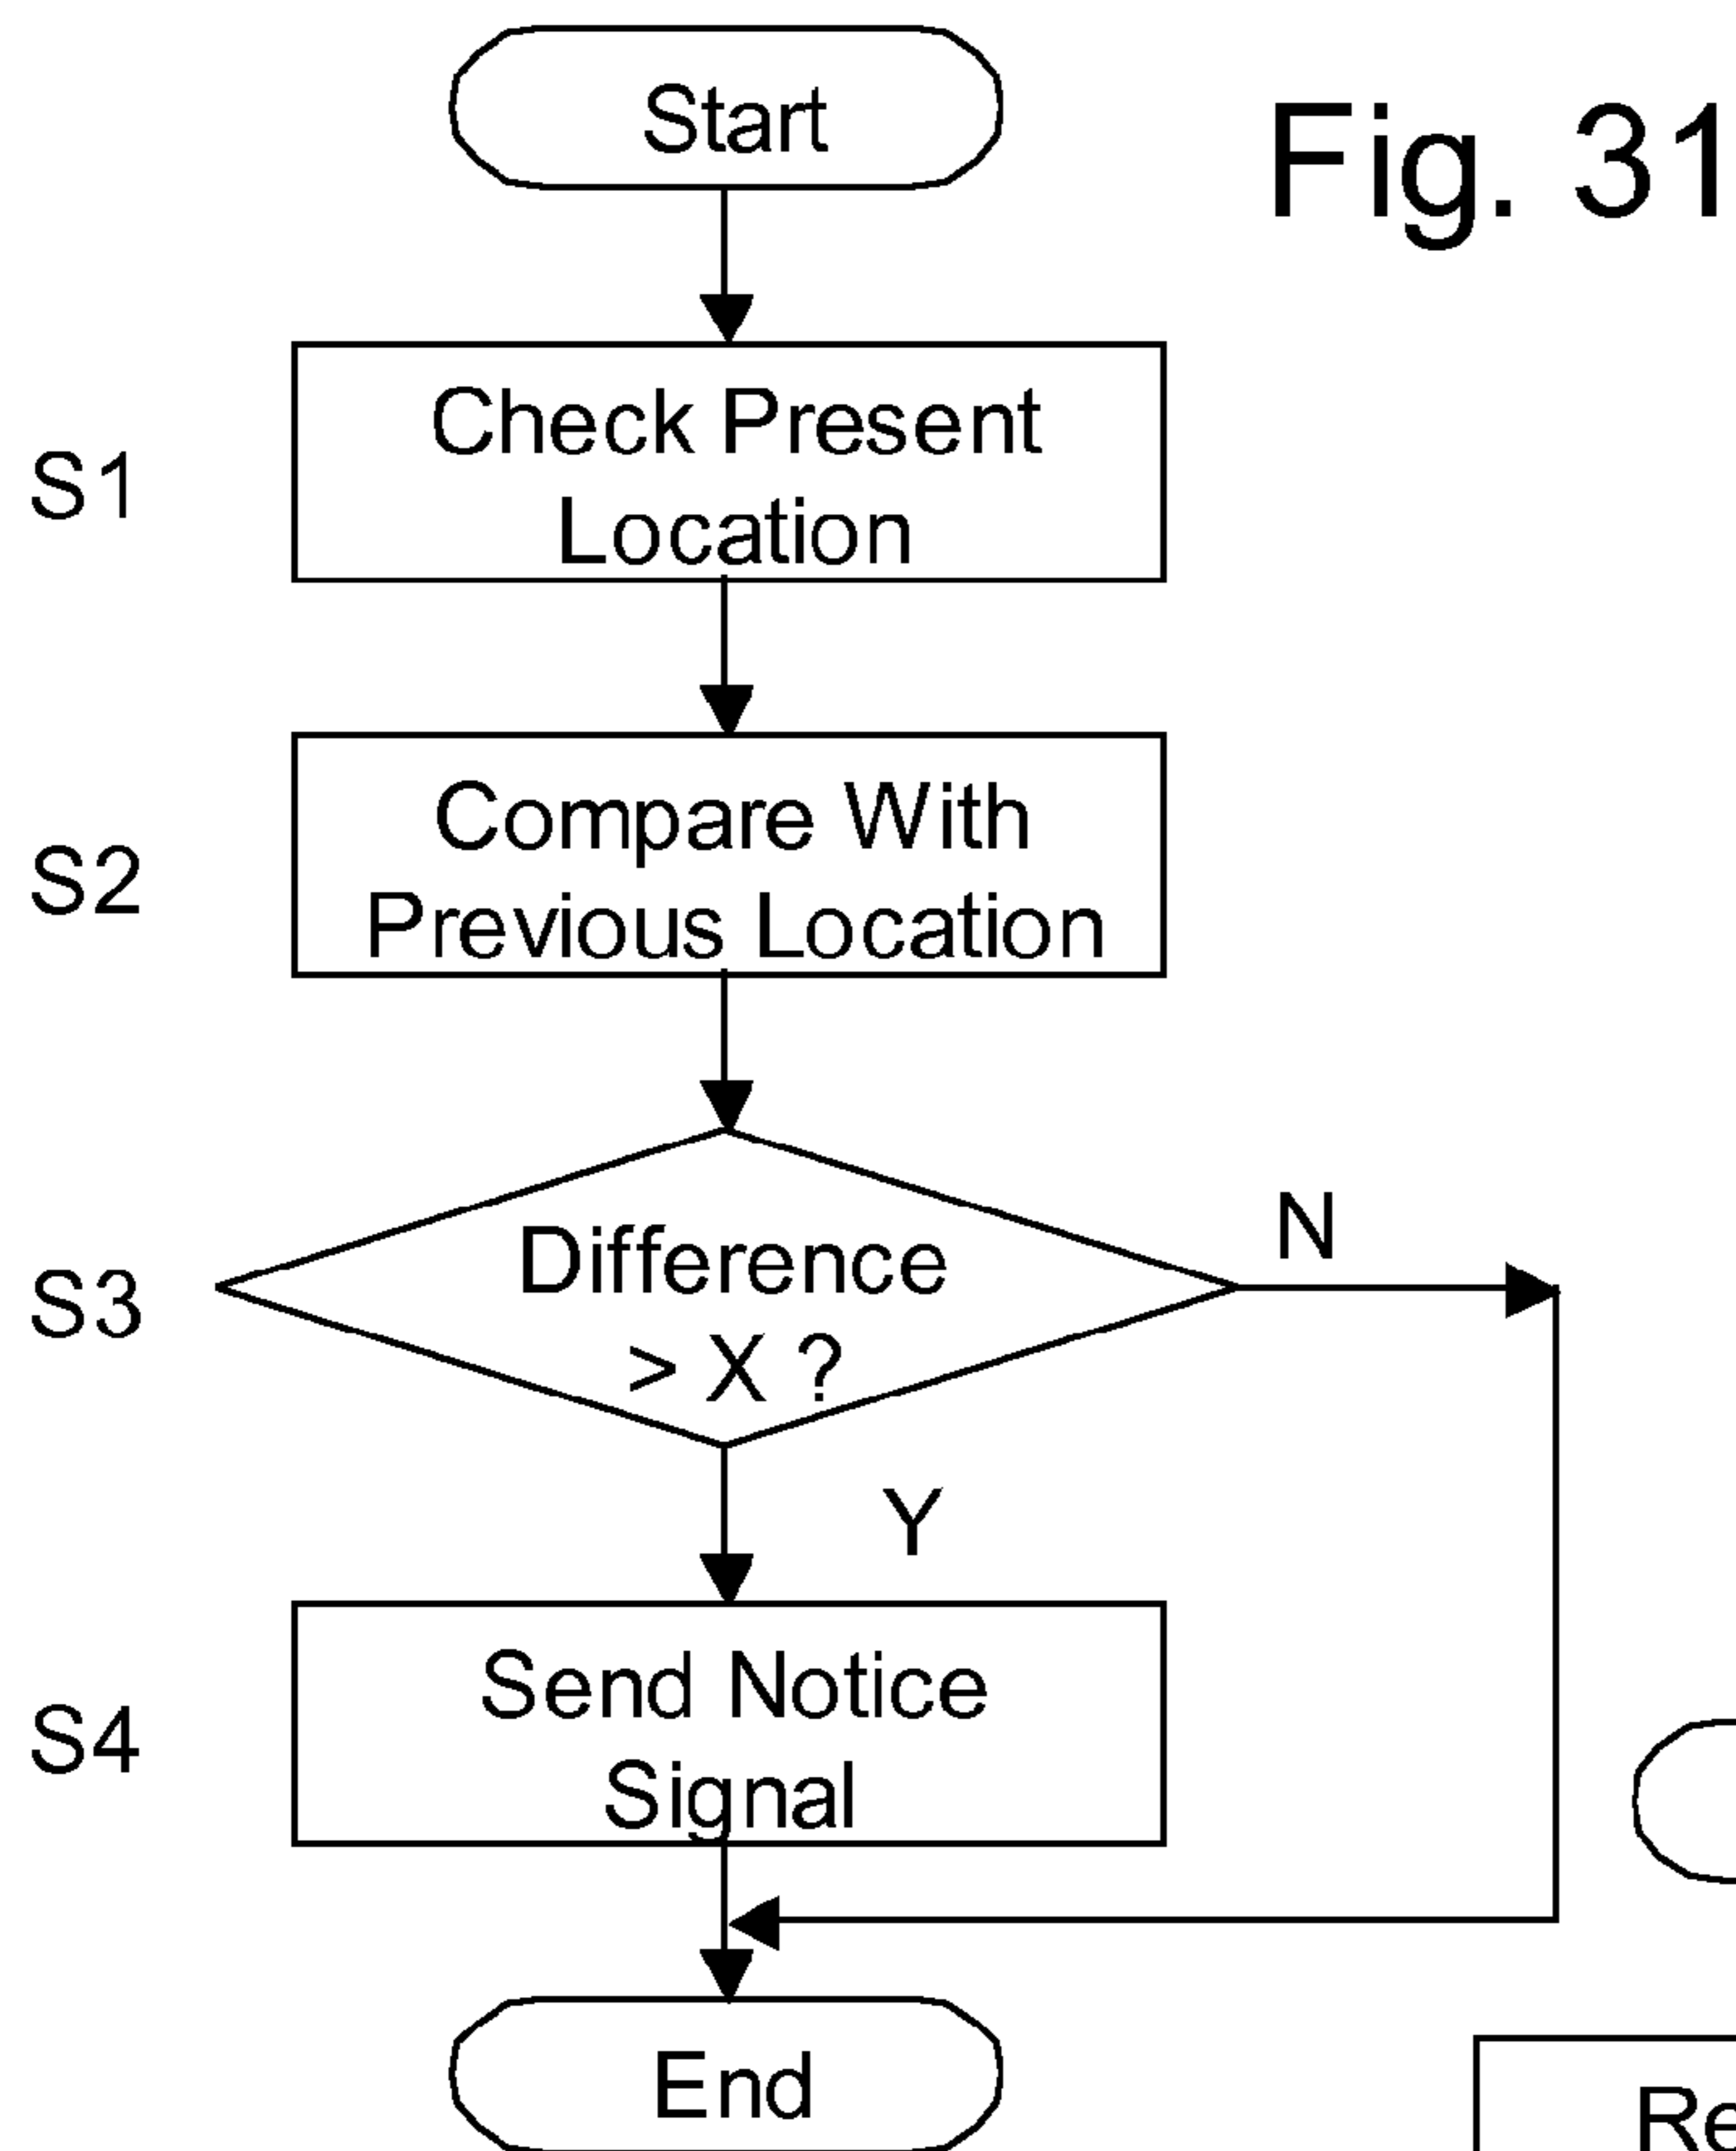 Start
Fig. 31
S1
Check Present
Location
S2
Compare With
Previous Location
S3
Difference
> X ?
N
Y
S4
Send Notice
Signal
End